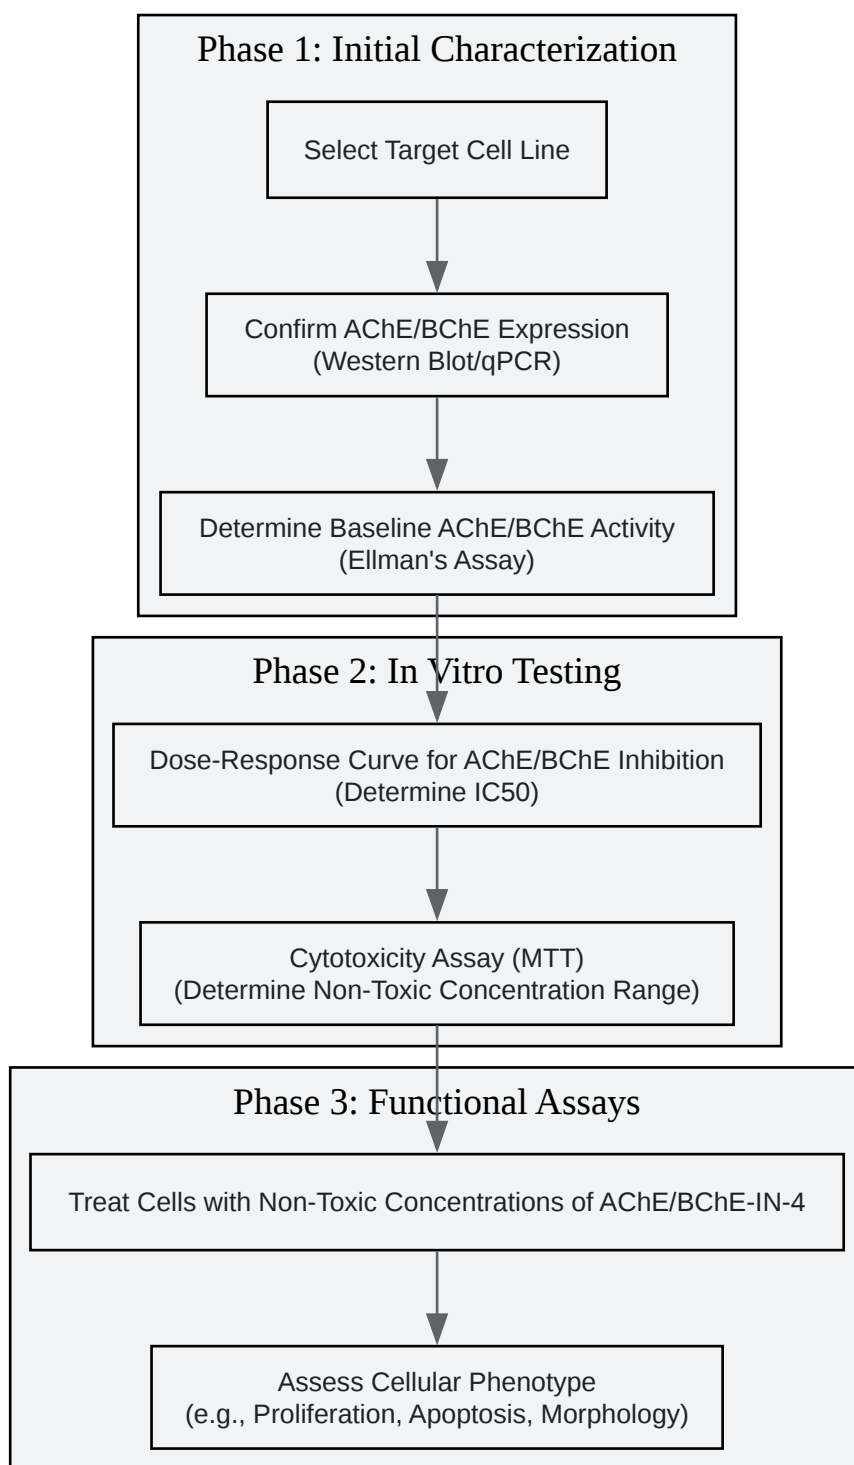 Phase 1: Initial Characterization
Select Target Cell Line
Confirm AChE/BChE Expression
(Western Blot/qPCR)
Determine Baseline AChE/BChE Activity
(Ellman's Assay)
Phase 2: In Vitro Testing
Dose-Response Curve for AChE/BChE Inhibition
(Determine IC50)
Cytotoxicity Assay (MTT)
(Determine Non-Toxic Concentration Range)
Phase 3: Functional Assays
Treat Cells with Non-Toxic Concentrations of AChE/BChE-IN-4
Assess Cellular Phenotype
(e.g., Proliferation, Apoptosis, Morphology)